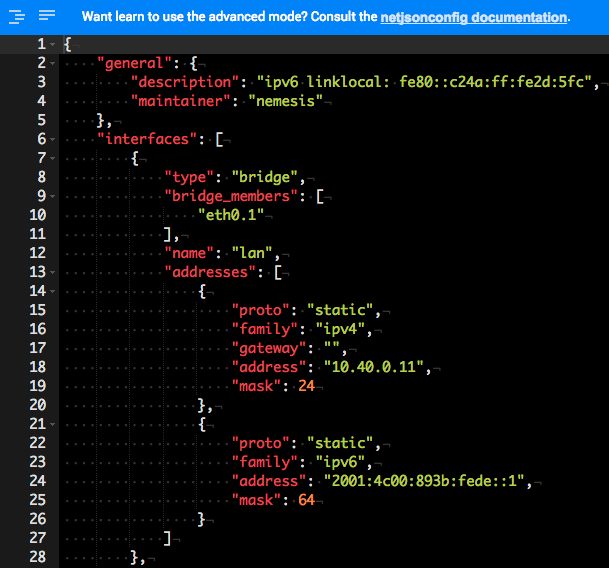 Want learn to use the advanced mode? Consult the netjsonconfig documentation.
1 {
2 "general": {
3 "description": "ipv6 linklocal: fe80::c24a:ff:fe2d:5fc",
4 "maintainer": "nemesis"
5 },
6 "interfaces": [
7 {
8 "type": "bridge",
9 "bridge_members": [
10 "eth0.1"
11 ],
12 "name": "lan",
13 "addresses": [
14 {
15 "proto": "static",
16 "family": "ipv4",
17 "gateway": "",
18 "address": "10.40.0.11",
19 "mask": 24
20 },
21 {
22 "proto": "static",
23 "family": "ipv6",
24 "address": "2001:4c00:893b:fede::1",
25 "mask": 64
26 }
27 ]
28 },